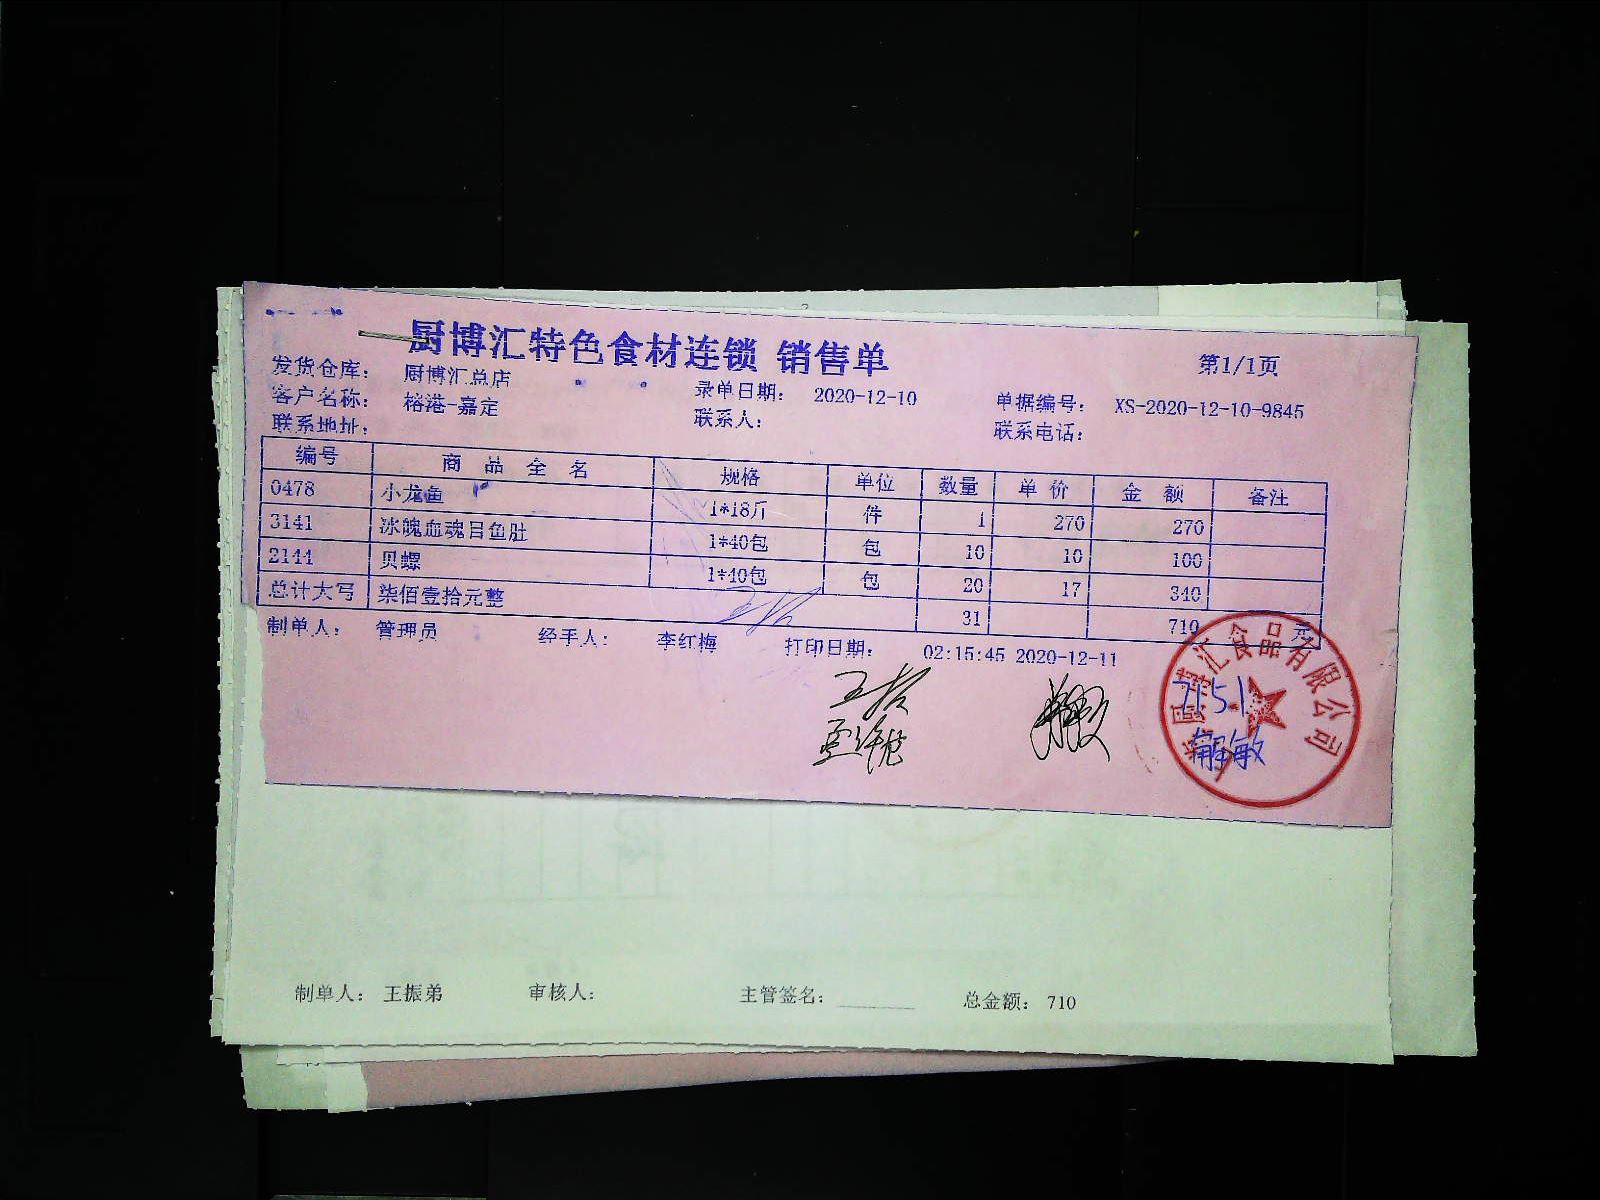 厨博汇特色食材连锁 销售单
第1/1页
发货仓库： 厨博汇总店
录单日期： 2020-12-10
单据编号： XS-2020-12-10-9845
客户名称： 榕港-嘉定
联系人：
联系电话：
联系地址：
编号 商 品 全 名 规格 单位 数量 单 价 金 额 备注
0478 小龙鱼 1*18斤 件 1 270 270
3141 冰魄血魂目鱼肚 1*40包 包 10 10 100
2144 贝螺 1*40包 包 20 17 340
总计大写 柒佰壹拾元整 31 710 元
制单人： 管理员 经手人： 李红梅 打印日期： 02:15:45 2020-12-11
博汇食品有限公司
715.1
解敏
制单人： 王振弟 审核人： 主管签名： 总金额： 710